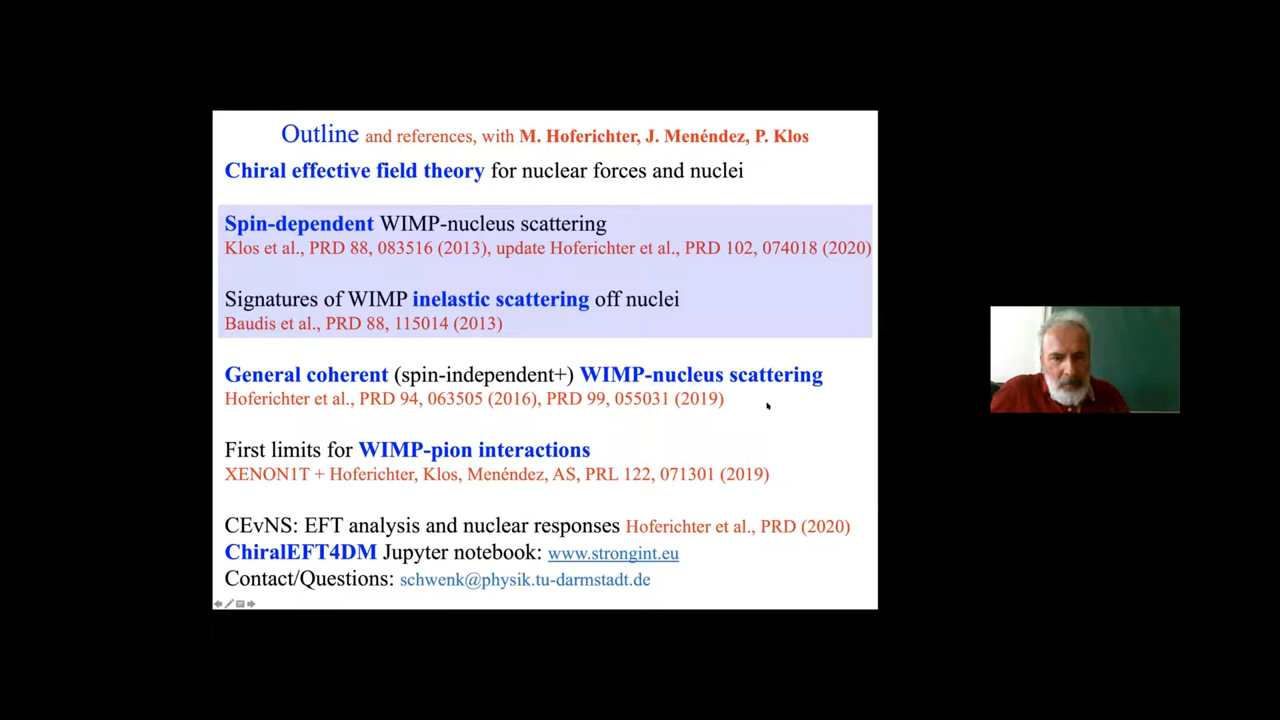 Outline and references, with M. Hoferichter, J. Menéndez, P. Klos
Chiral effective field theory for nuclear forces and nuclei
Spin-dependent WIMP-nucleus scattering
Klos et al., PRD 88, 083516 (2013), update Hoferichter et al., PRD 102, 074018 (2020)
Signatures of WIMP inelastic scattering off nuclei
Baudis et al., PRD 88, 115014 (2013)
General coherent (spin-independent+) WIMP-nucleus scattering
Hoferichter et al., PRD 94, 063505 (2016), PRD 99, 055031 (2019)
First limits for WIMP-pion interactions
XENON1T + Hoferichter, Klos, Menéndez, AS, PRL 122, 071301 (2019)
CEνNS: EFT analysis and nuclear responses Hoferichter et al., PRD (2020)
ChiralEFT4DM Jupyter notebook: www.strongint.eu
Contact/Questions: schwenk@physik.tu-darmstadt.de